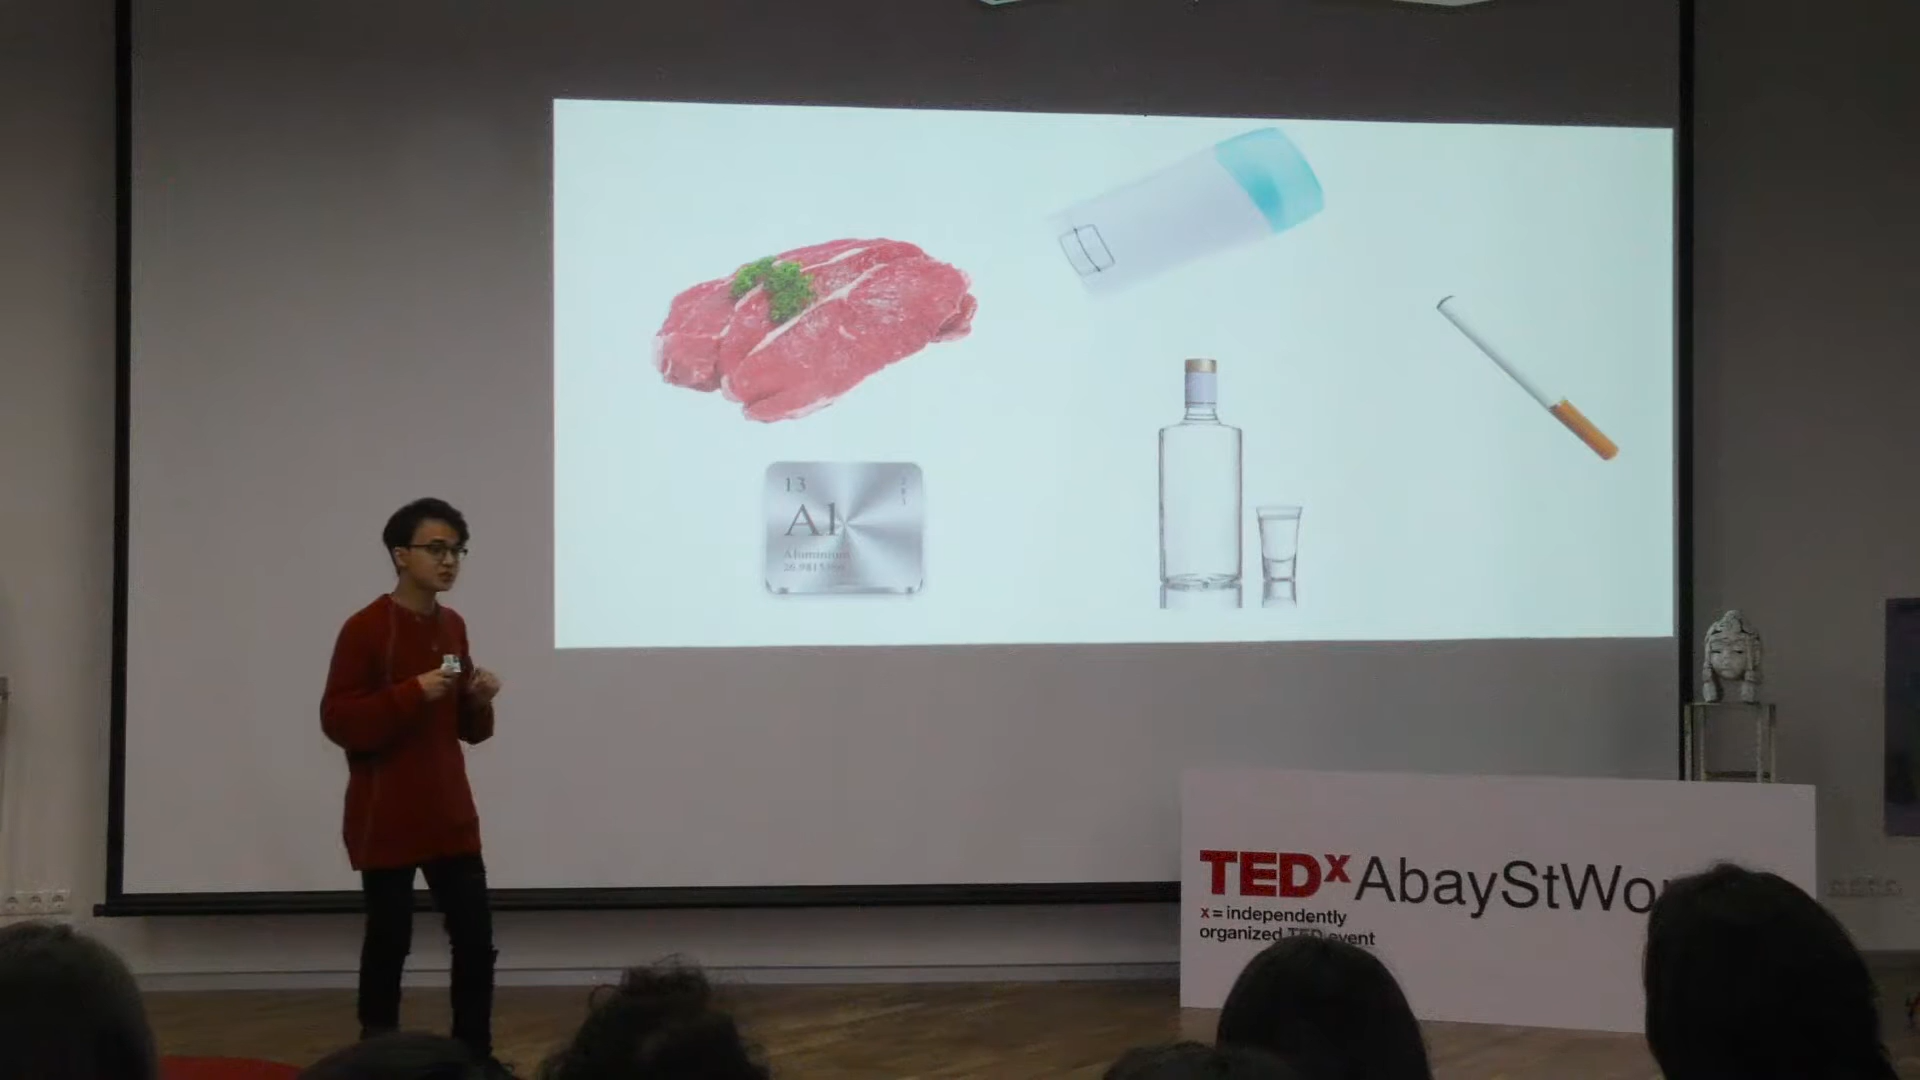 13
Al
Aluminium
TEDx AbayStWo
x = independently
organized TED event